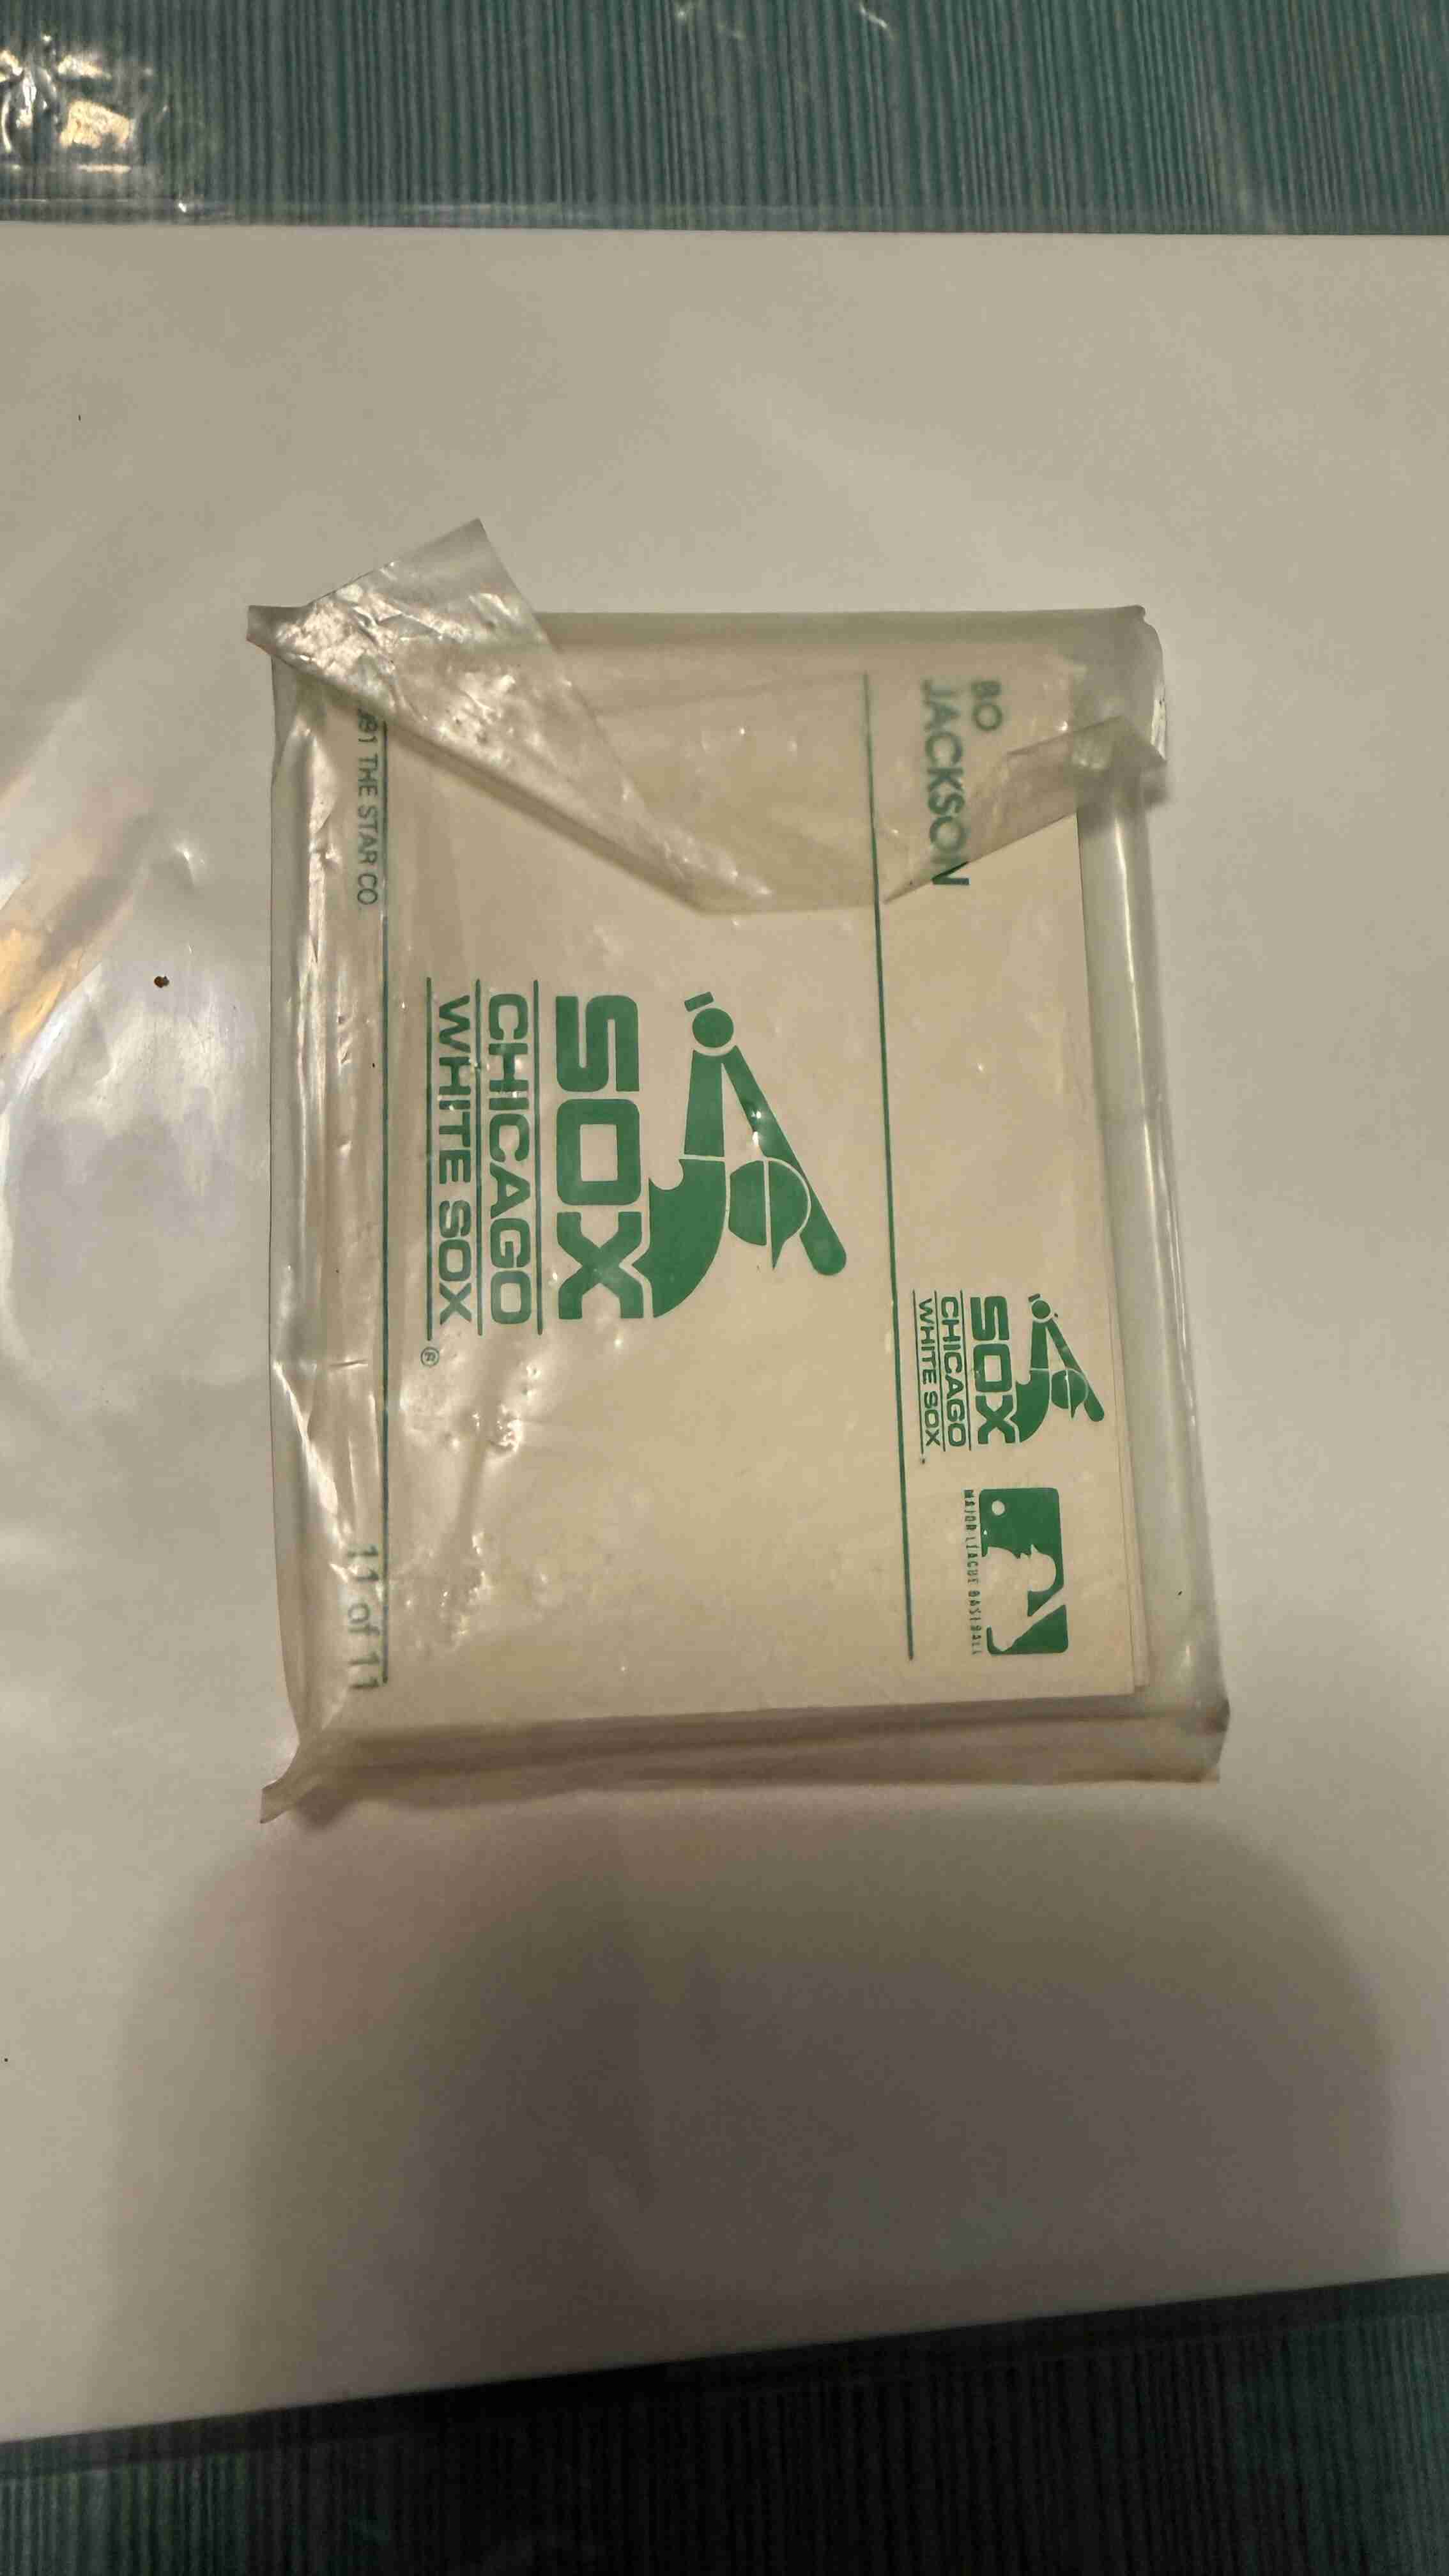 BO
JACKSON
SOX
CHICAGO
WHITE SOX
MAJOR LEAGUE BASEBALL
SOX
CHICAGO
WHITE SOX
®
991 THE STAR CO.
11 of 11